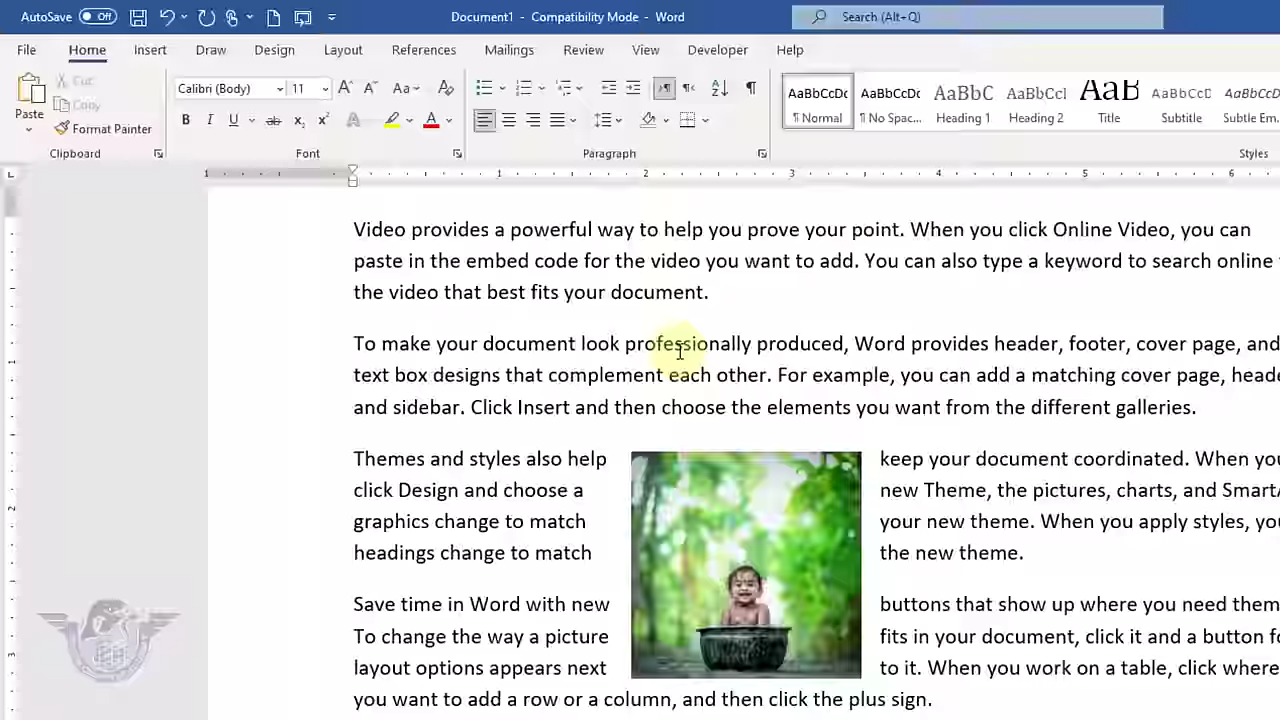 AutoSave Off Document1 - Compatibility Mode - Word Search (Alt+Q)
File Home Insert Draw Design Layout References Mailings Review View Developer Help
Paste Cut Copy Format Painter Clipboard
Calibri (Body) 11 Font
Paragraph
AaBbCcDc AaBbCcDc AaBbC AaBbCcl AaB AaBbCcD AaBbCcD
¶ Normal ¶ No Spac... Heading 1 Heading 2 Title Subtitle Subtle Em...
Styles
1 1 2 3 4 5 6
Video provides a powerful way to help you prove your point. When you click Online Video, you can
paste in the embed code for the video you want to add. You can also type a keyword to search online
the video that best fits your document.
To make your document look professionally produced, Word provides header, footer, cover page, and
text box designs that complement each other. For example, you can add a matching cover page, heade
and sidebar. Click Insert and then choose the elements you want from the different galleries.
Themes and styles also help keep your document coordinated. When you
click Design and choose a new Theme, the pictures, charts, and SmartA
graphics change to match your new theme. When you apply styles, you
headings change to match the new theme.
Save time in Word with new buttons that show up where you need them
To change the way a picture fits in your document, click it and a button fo
layout options appears next to it. When you work on a table, click where
you want to add a row or a column, and then click the plus sign.